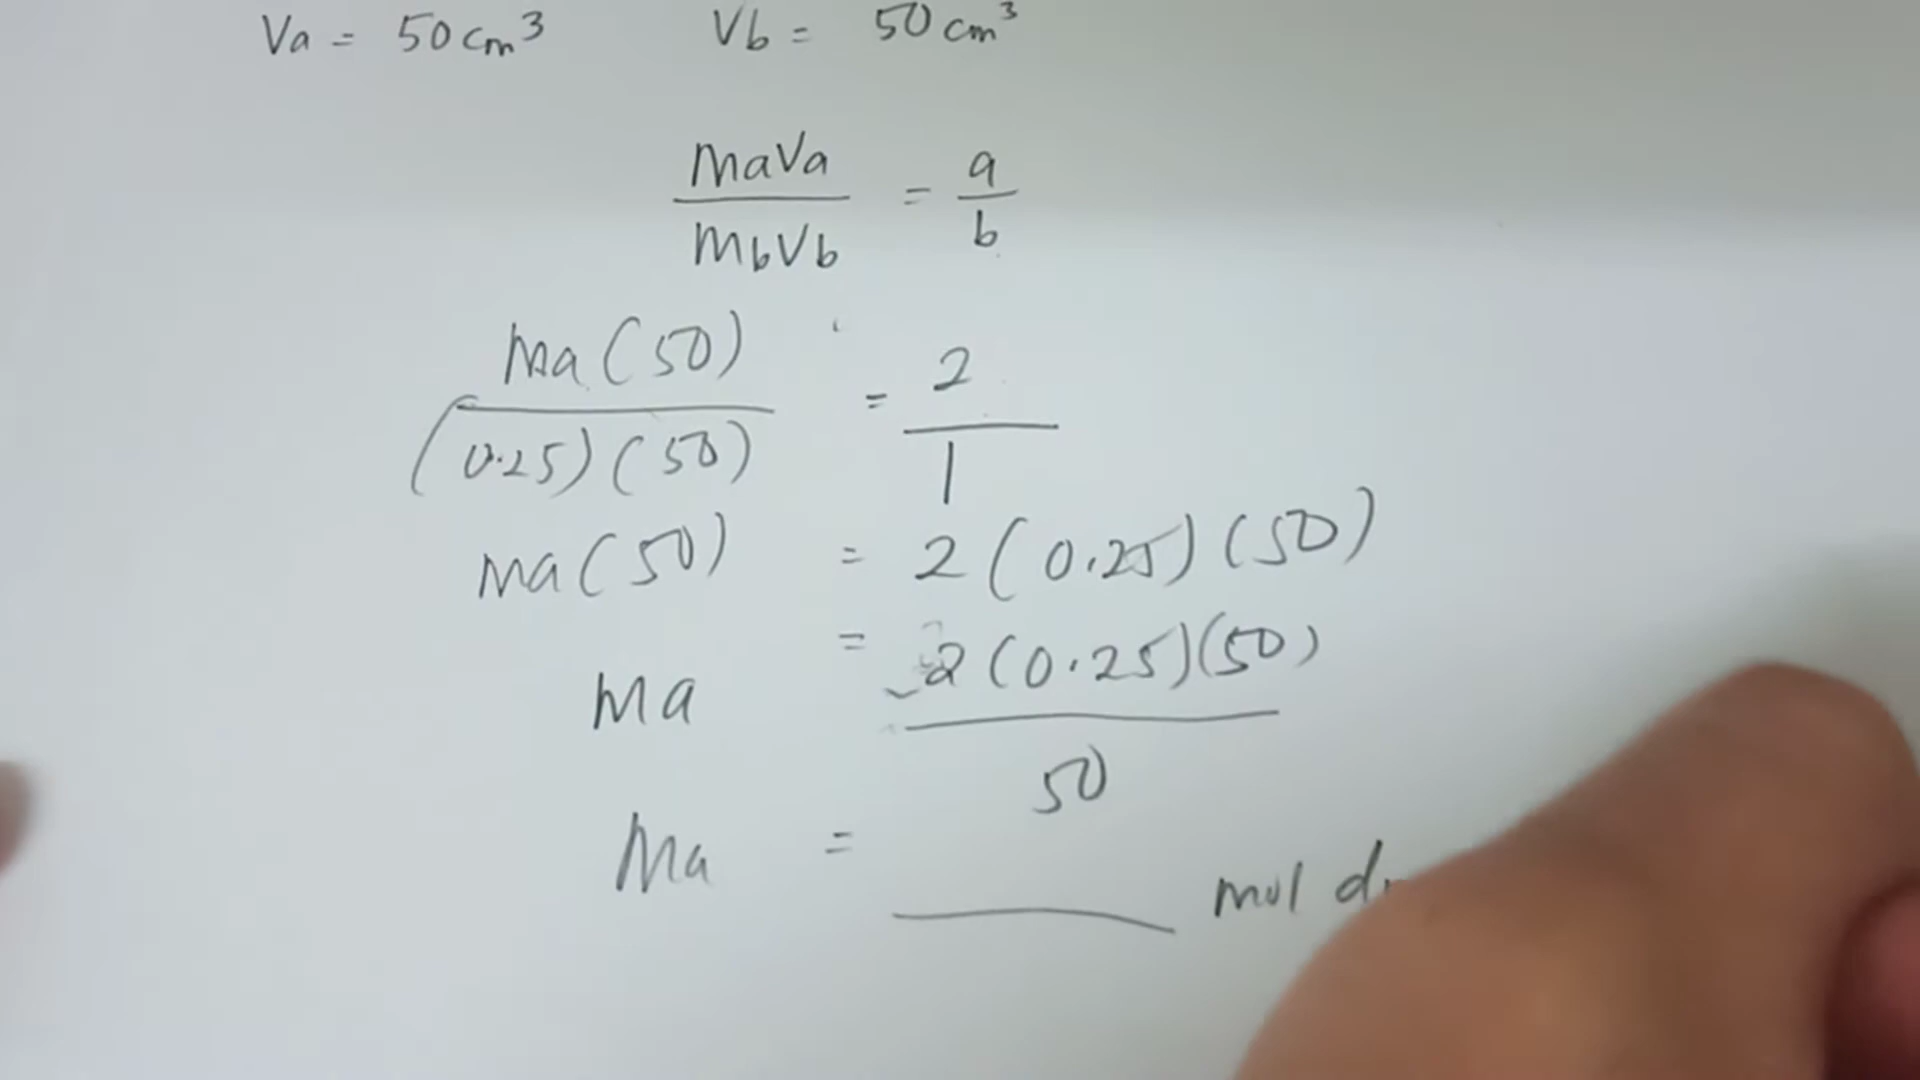 Va = 50 cm³ Vb = 50 cm³
MaVa / MbVb = a / b
Ma (50) / (0.25) (50) = 2 / 1
Ma (50) = 2 (0.25) (50)
Ma = 2 (0.25) (50) / 50
Ma = ____ mol